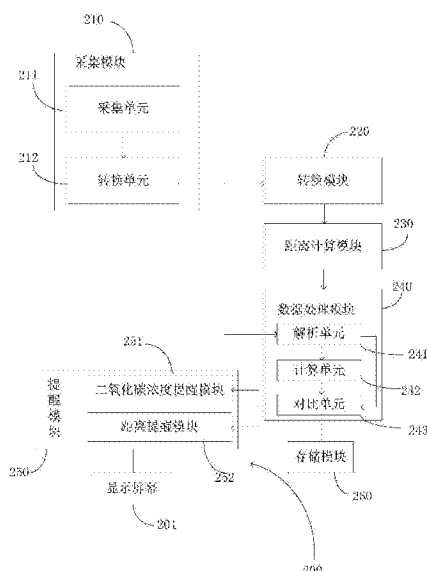 210
采集模块
211
采集单元
220
212
转换单元
转换模块
230
距离计算模块
240
数据处理模块
251
解析单元
241
计算单元
242
提醒模块
二氧化碳浓度提醒模块
对比单元
243
距离提醒模块
250
252
存储模块
显示屏幕
260
201
200